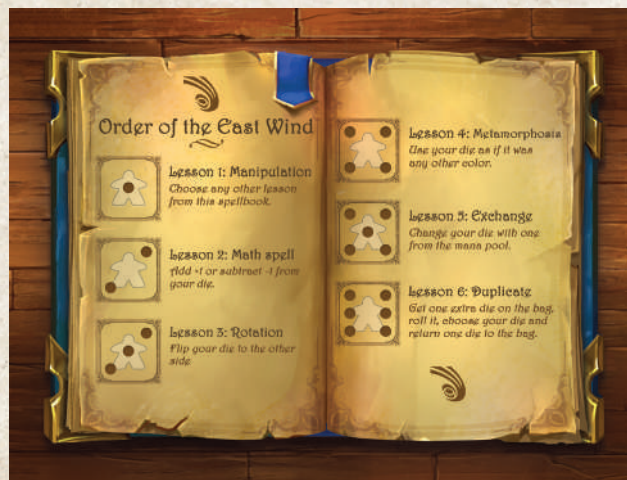 Order of the East Wind
Lesson 1: Manipulation
Choose any other lesson
from this spellbook.
Lesson 2: Math spell
Add +1 or subtract -1 from
your die.
Lesson 3: Rotation
Flip your die to the other
side
Lesson 4: Metamorphosis
Use your die as if it was
any other color.
Lesson 5: Exchange
Change your die with one
from the mana pool.
Lesson 6: Duplicate
Get one extra die on the bag,
roll it, choose your die and
return one die to the bag.